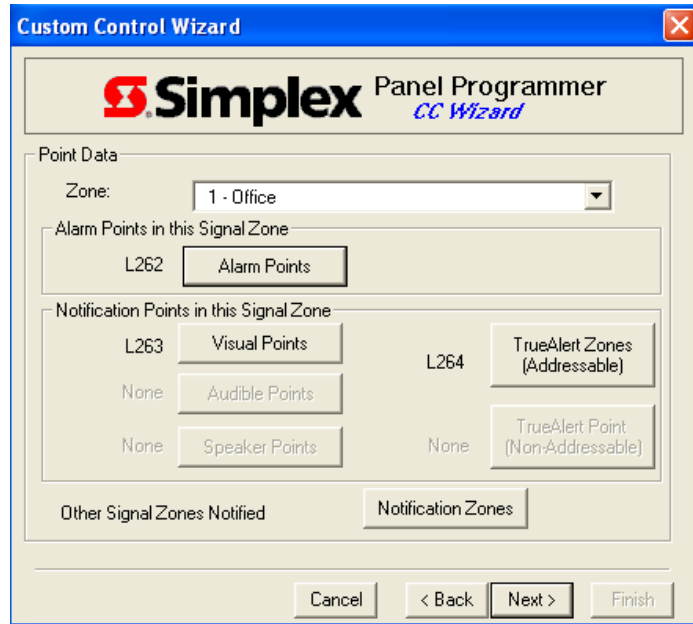 Custom Control Wizard
Simplex Panel Programmer
CC Wizard
Point Data
Zone: 1 - Office
Alarm Points in this Signal Zone
L262 Alarm Points
Notification Points in this Signal Zone
L263 Visual Points
L264 TrueAlert Zones
(Addressable)
None Audible Points
None Speaker Points
None TrueAlert Point
(Non-Addressable)
Other Signal Zones Notified Notification Zones
Cancel < Back Next > Finish